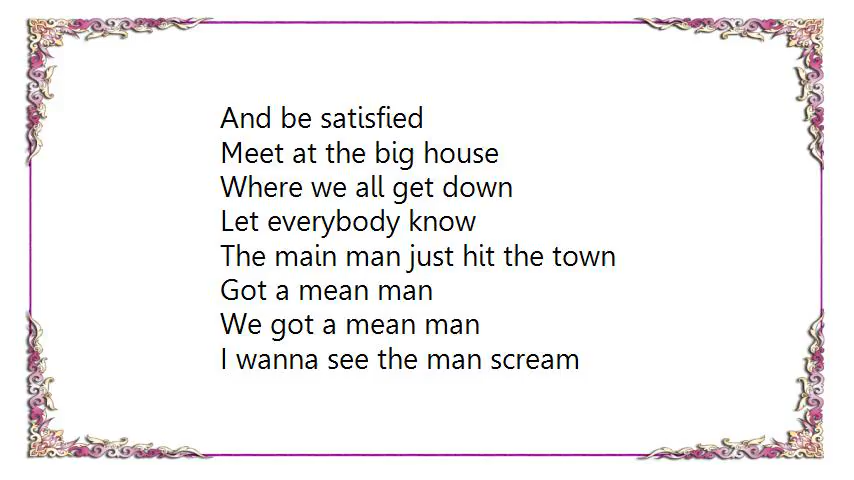 And be satisfied
Meet at the big house
Where we all get down
Let everybody know
The main man just hit the town
Got a mean man
We got a mean man
I wanna see the man scream